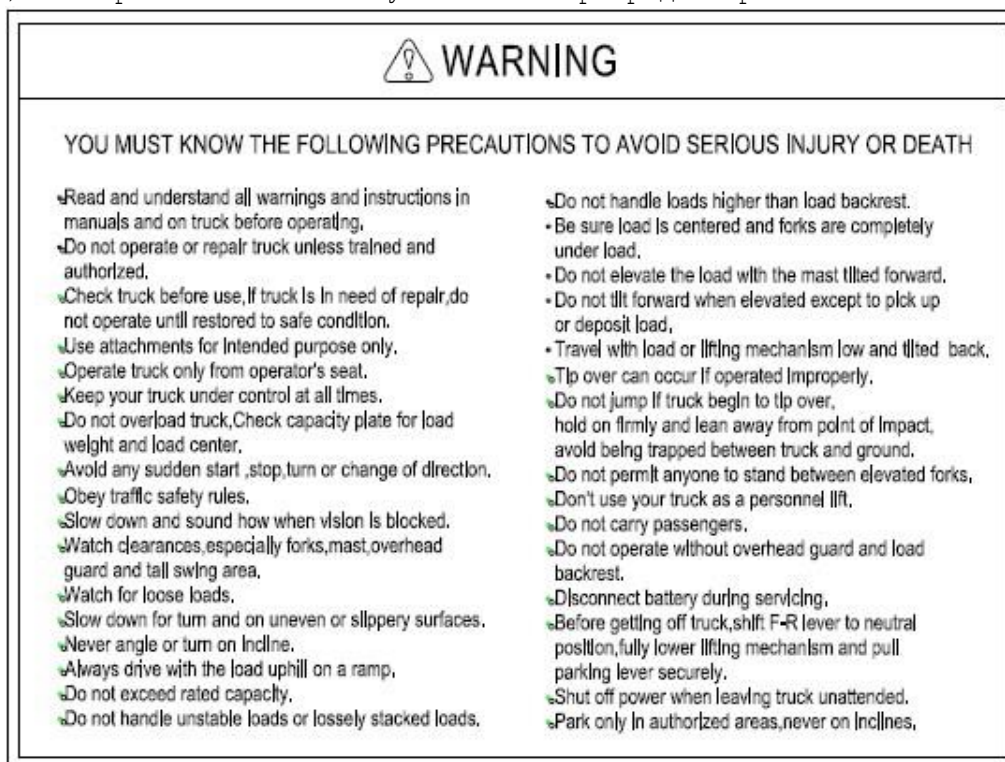 WARNING
YOU MUST KNOW THE FOLLOWING PRECAUTIONS TO AVOID SERIOUS INJURY OR DEATH
Read and understand all warnings and instructions in
manuals and on truck before operating.
Do not operate or repair truck unless trained and
authorized.
Check truck before use,If truck is in need of repair,do
not operate until restored to safe condition.
Use attachments for intended purpose only.
Operate truck only from operator's seat.
Keep your truck under control at all times.
Do not overload truck,Check capacity plate for load
weight and load center.
Avoid any sudden start ,stop,turn or change of direction.
Obey traffic safety rules.
Slow down and sound how when vision is blocked.
Watch clearances,especially forks,mast,overhead
guard and tall swing area.
Watch for loose loads.
Slow down for turn and on uneven or slippery surfaces.
Never angle or turn on incline.
Always drive with the load uphill on a ramp.
Do not exceed rated capacity.
Do not handle unstable loads or lossely stacked loads.
Do not handle loads higher than load backrest.
• Be sure load is centered and forks are completely
under load.
• Do not elevate the load with the mast tilted forward.
• Do not tilt forward when elevated except to pick up
or deposit load.
• Travel with load or lifting mechanism low and tilted back.
Tip over can occur if operated improperly.
Do not jump if truck begin to tip over,
hold on firmly and lean away from point of impact,
avoid being trapped between truck and ground.
Do not permit anyone to stand between elevated forks.
Don't use your truck as a personnel lift.
Do not carry passengers.
Do not operate without overhead guard and load
backrest.
Disconnect battery during servicing.
Before getting off truck,shift F-R lever to neutral
position,fully lower lifting mechanism and pull
parking lever securely.
Shut off power when leaving truck unattended.
Park only in authorized areas,never on inclines.